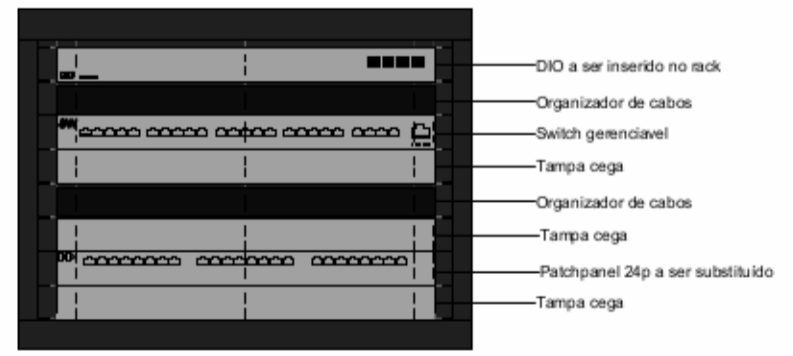 DIO a ser inserido no rack
Organizador de cabos
Switch gerenciavel
Tampa cega
Organizador de cabos
Tampa cega
Patchpanel 24p a ser substituído
Tampa cega